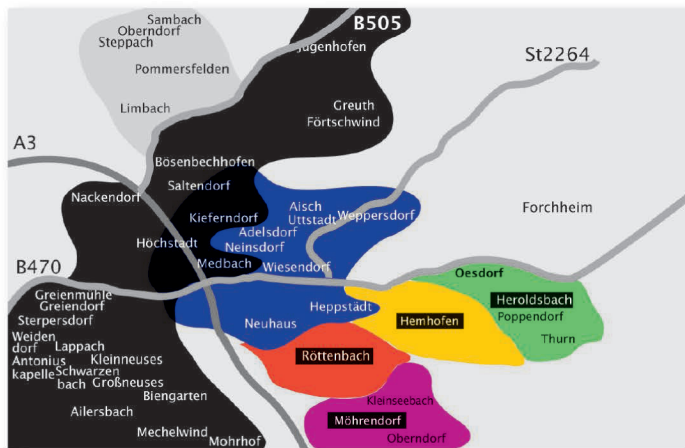 Sambach
Oberndorf
Steppach
Pommersfelden
Limbach
B505
Jugenhofen
Greuth
Förtschwind
St2264
A3
Bösenbechhofen
Saltendorf
Nackendorf
Kieferndorf
Höchstadt
Medbach
Aisch
Uttstadt
Weppersdorf
Adelsdorf
Neinsdorf
Wiesendorf
Forchheim
B470
Oesdorf
Heroldsbach
Poppendorf
Thurn
Greienmühle
Greiendorf
Sterpersdorf
Weiden
dorf
Lappach
Antonius
kapelle
Kleinneuses
Schwarzen
bach
Großneuses
Biengarten
Ailersbach
Mechelwind
Mohrhof
Heppstädt
Neuhaus
Hemhofen
Röttenbach
Kleinseebach
Möhrendorf
Oberndorf